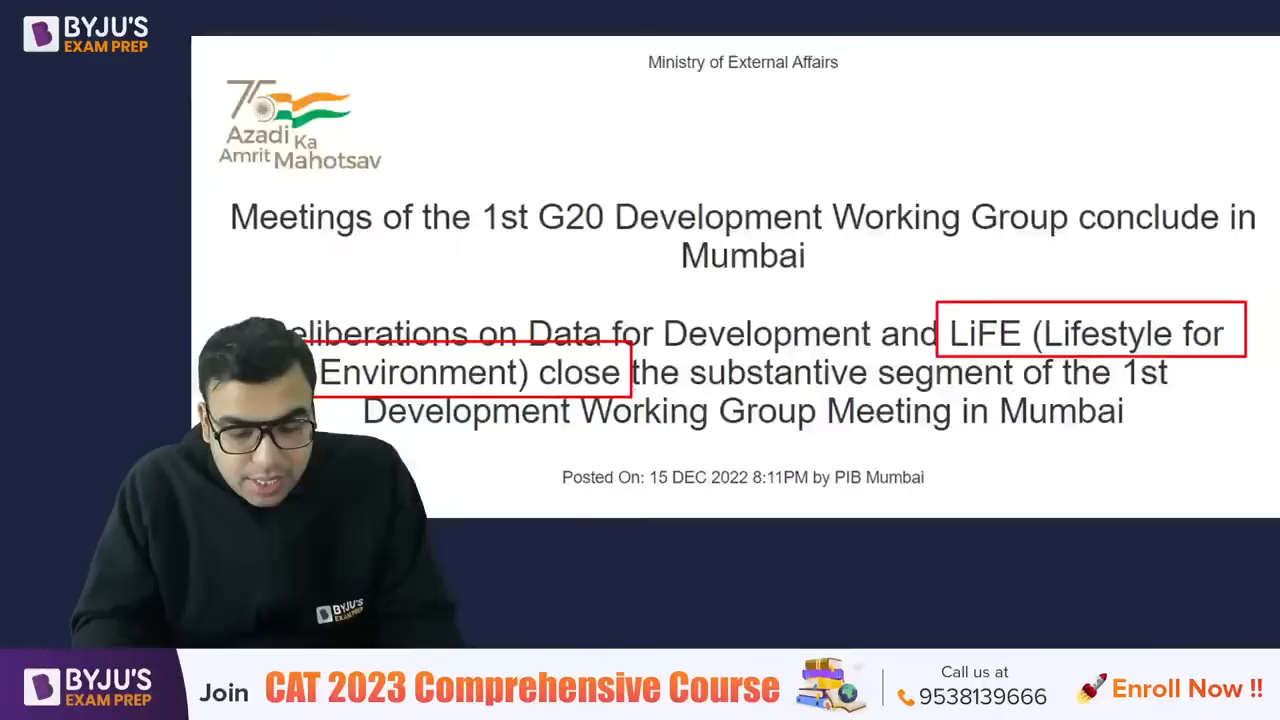 BYJU'S
EXAM PREP
Ministry of External Affairs
75
Azadi Ka
Amrit Mahotsav
Meetings of the 1st G20 Development Working Group conclude in
Mumbai
eliberations on Data for Development and LiFE (Lifestyle for
Environment) close the substantive segment of the 1st
Development Working Group Meeting in Mumbai
Posted On: 15 DEC 2022 8:11PM by PIB Mumbai
BYJU'S
EXAM PREP
BYJU'S
EXAM PREP
Join CAT 2023 Comprehensive Course
Call us at
9538139666
Enroll Now !!